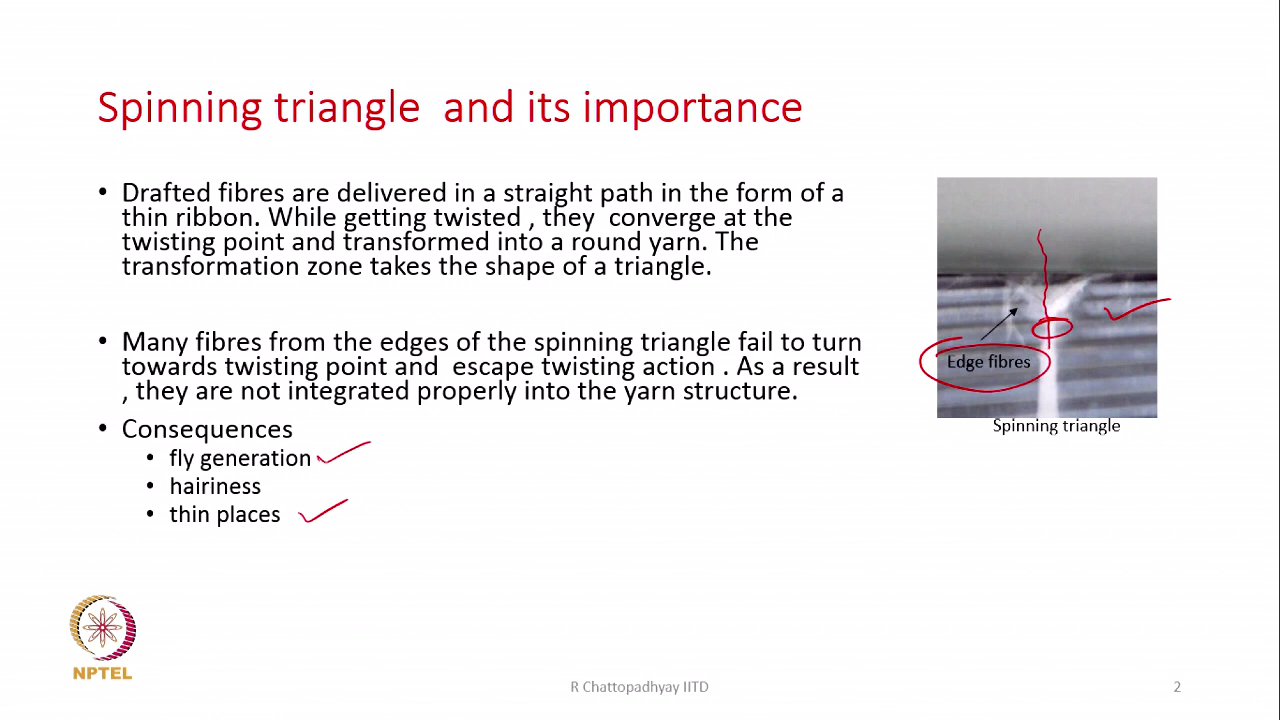 Spinning triangle and its importance
• Drafted fibres are delivered in a straight path in the form of a
thin ribbon. While getting twisted , they converge at the
twisting point and transformed into a round yarn. The
transformation zone takes the shape of a triangle.
• Many fibres from the edges of the spinning triangle fail to turn
towards twisting point and escape twisting action . As a result
, they are not integrated properly into the yarn structure.
• Consequences
• fly generation
• hairiness
• thin places
Edge fibres
Spinning triangle
NPTEL
R Chattopadhyay IITD
2